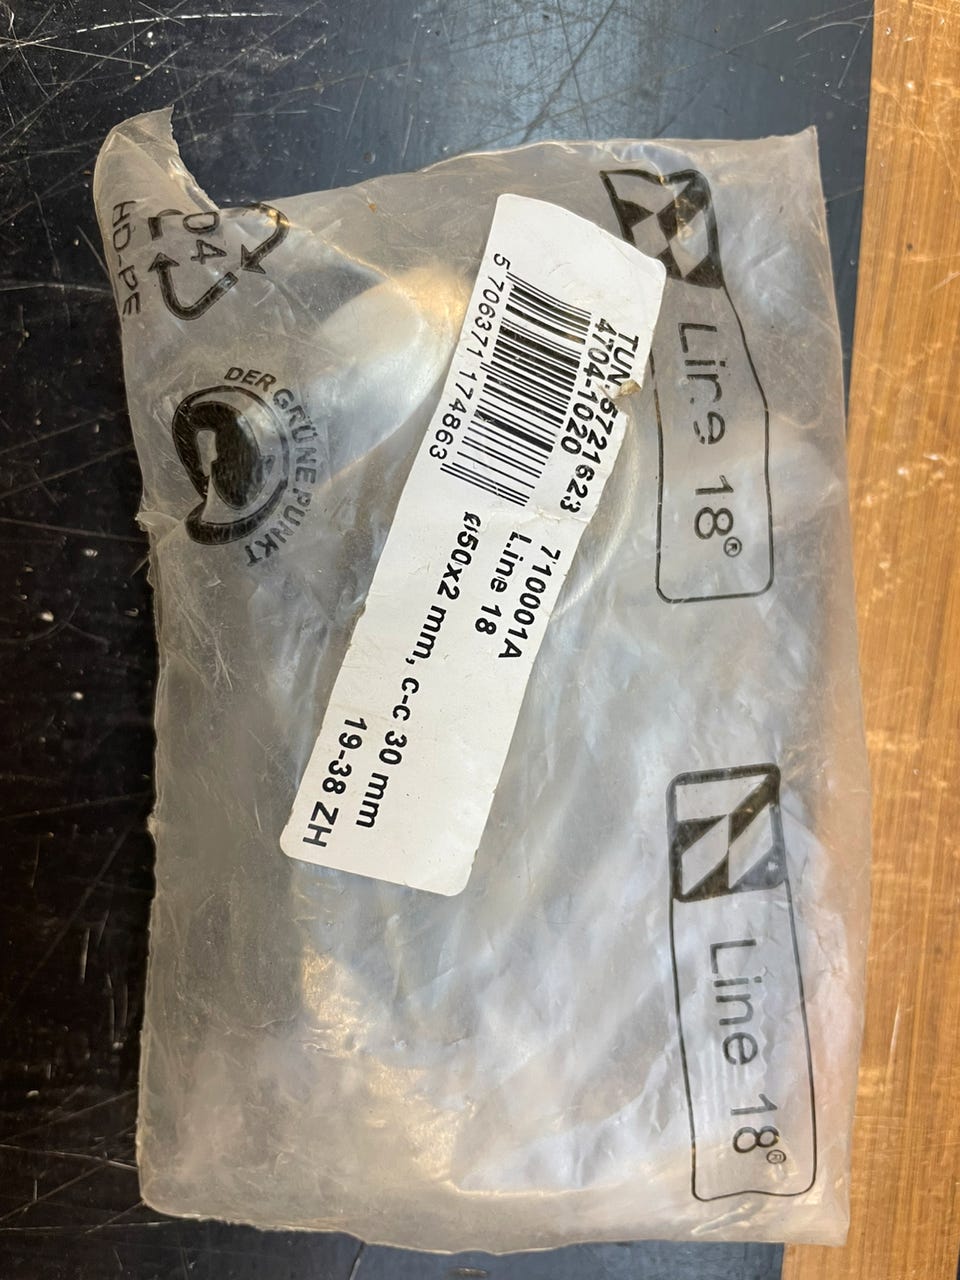 TUN:5721623
4704-1020
5 706371 174863
710001A
Line 18
ø50x2 mm, c-c 30 mm
19-38 ZH
Line 18®
Line 18®
04
HD-PE
DER GRÜNE PUNKT